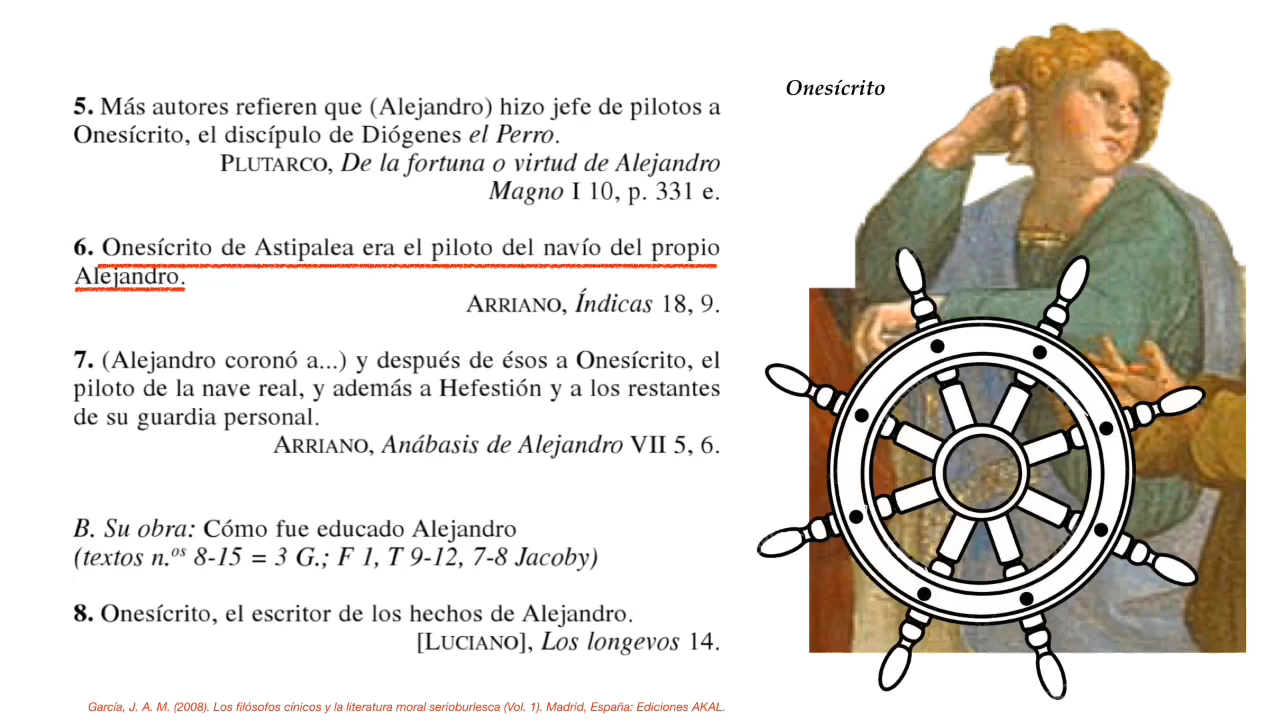 5. Más autores refieren que (Alejandro) hizo jefe de pilotos a
Onesícrito, el discípulo de Diógenes el Perro.
PLUTARCO, De la fortuna o virtud de Alejandro
Magno I 10, p. 331 e.
6. Onesícrito de Astipalea era el piloto del navío del propio
Alejandro.
ARRIANO, Índicas 18, 9.
7. (Alejandro coronó a...) y después de ésos a Onesícrito, el
piloto de la nave real, y además a Hefestión y a los restantes
de su guardia personal.
ARRIANO, Anábasis de Alejandro VII 5, 6.
B. Su obra: Cómo fue educado Alejandro
(textos n.os 8-15 = 3 G.; F 1, T 9-12, 7-8 Jacoby)
8. Onesícrito, el escritor de los hechos de Alejandro.
[LUCIANO], Los longevos 14.
Onesícrito
García, J. A. M. (2008). Los filósofos cínicos y la literatura moral serioburlesca (Vol. 1). Madrid, España: Ediciones AKAL.